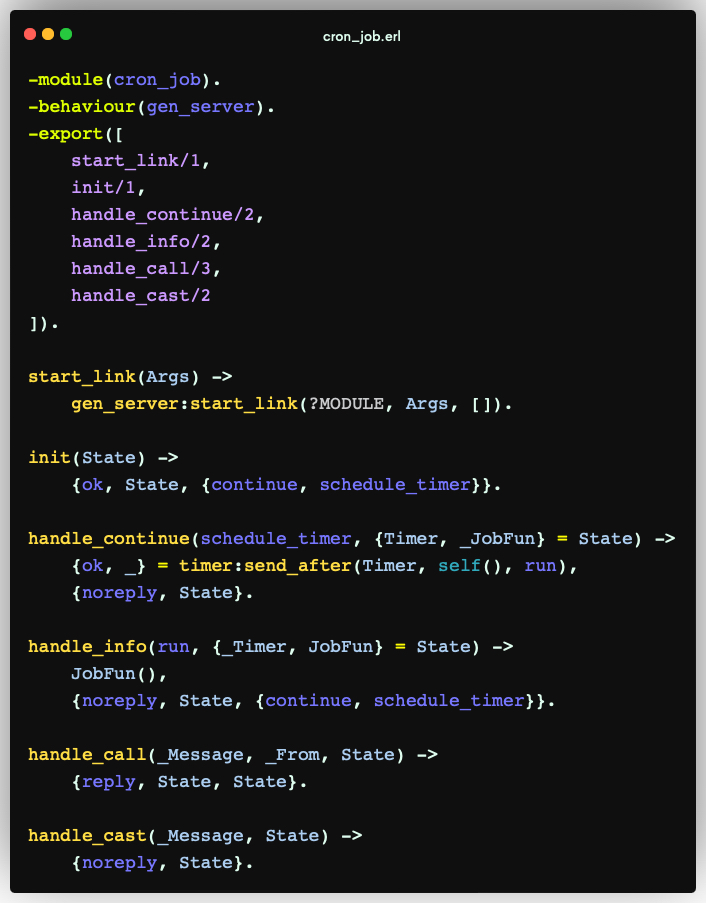 cron_job.erl
-module(cron_job).
-behaviour(gen_server).
-export([
    start_link/1,
    init/1,
    handle_continue/2,
    handle_info/2,
    handle_call/3,
    handle_cast/2
]).

start_link(Args) ->
    gen_server:start_link(?MODULE, Args, []).

init(State) ->
    {ok, State, {continue, schedule_timer}}.

handle_continue(schedule_timer, {Timer, _JobFun} = State) ->
    {ok, _} = timer:send_after(Timer, self(), run),
    {noreply, State}.

handle_info(run, {_Timer, JobFun} = State) ->
    JobFun(),
    {noreply, State, {continue, schedule_timer}}.

handle_call(_Message, _From, State) ->
    {reply, State, State}.

handle_cast(_Message, State) ->
    {noreply, State}.